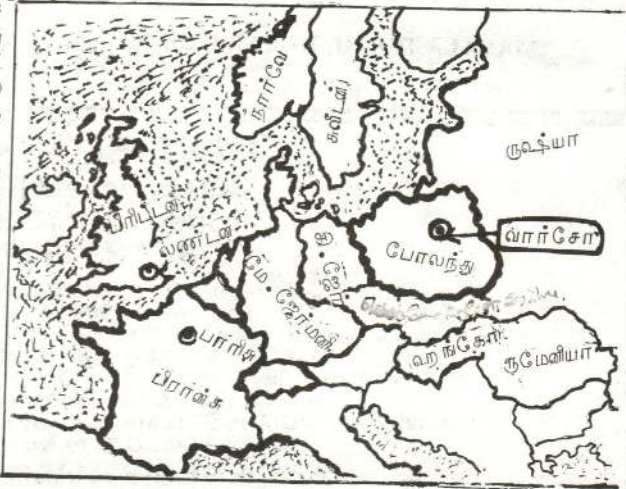 நார்வே
சுவீடன்
ருஷ்யா
பிரிட்டன்
லண்டன்
மே. ஜெர்மனி
கி. ஜெர்
போலந்து
வார்சோ
பாரிசு
பிரான்சு
ஹங்கேரி
ருமேனியா